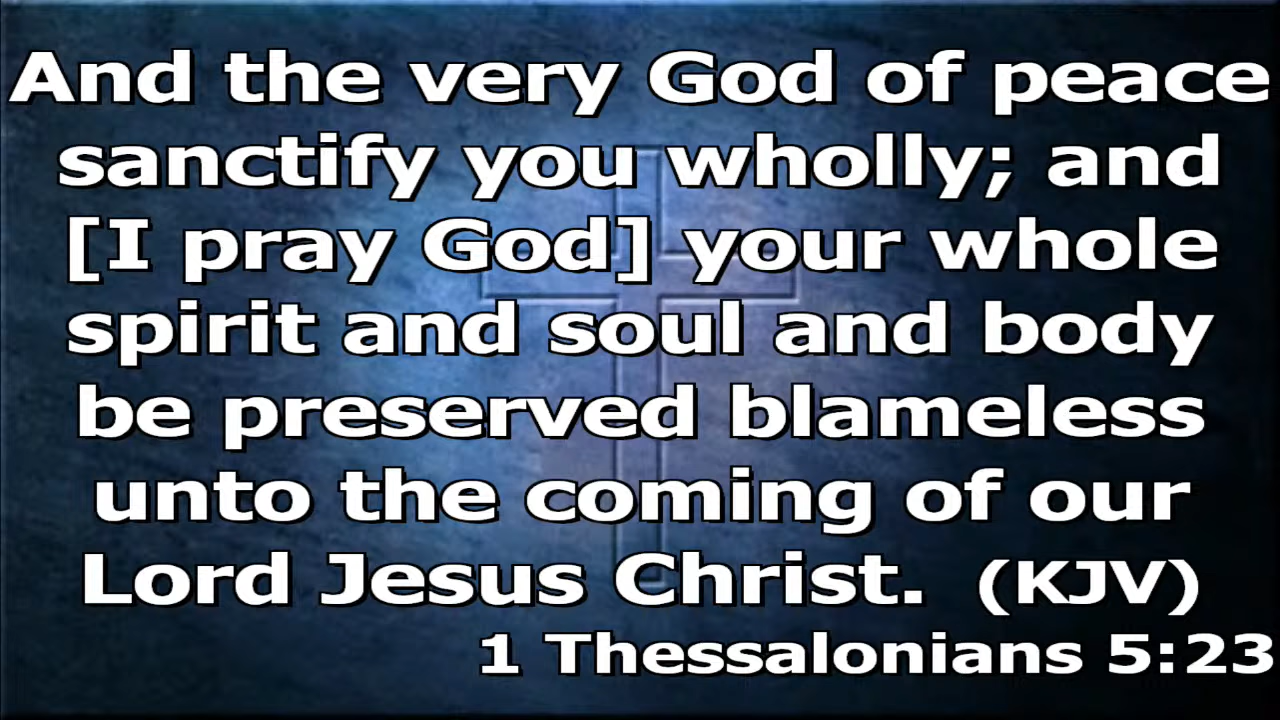 And the very God of peace
sanctify you wholly; and
[I pray God] your whole
spirit and soul and body
be preserved blameless
unto the coming of our
Lord Jesus Christ. (KJV)
1 Thessalonians 5:23